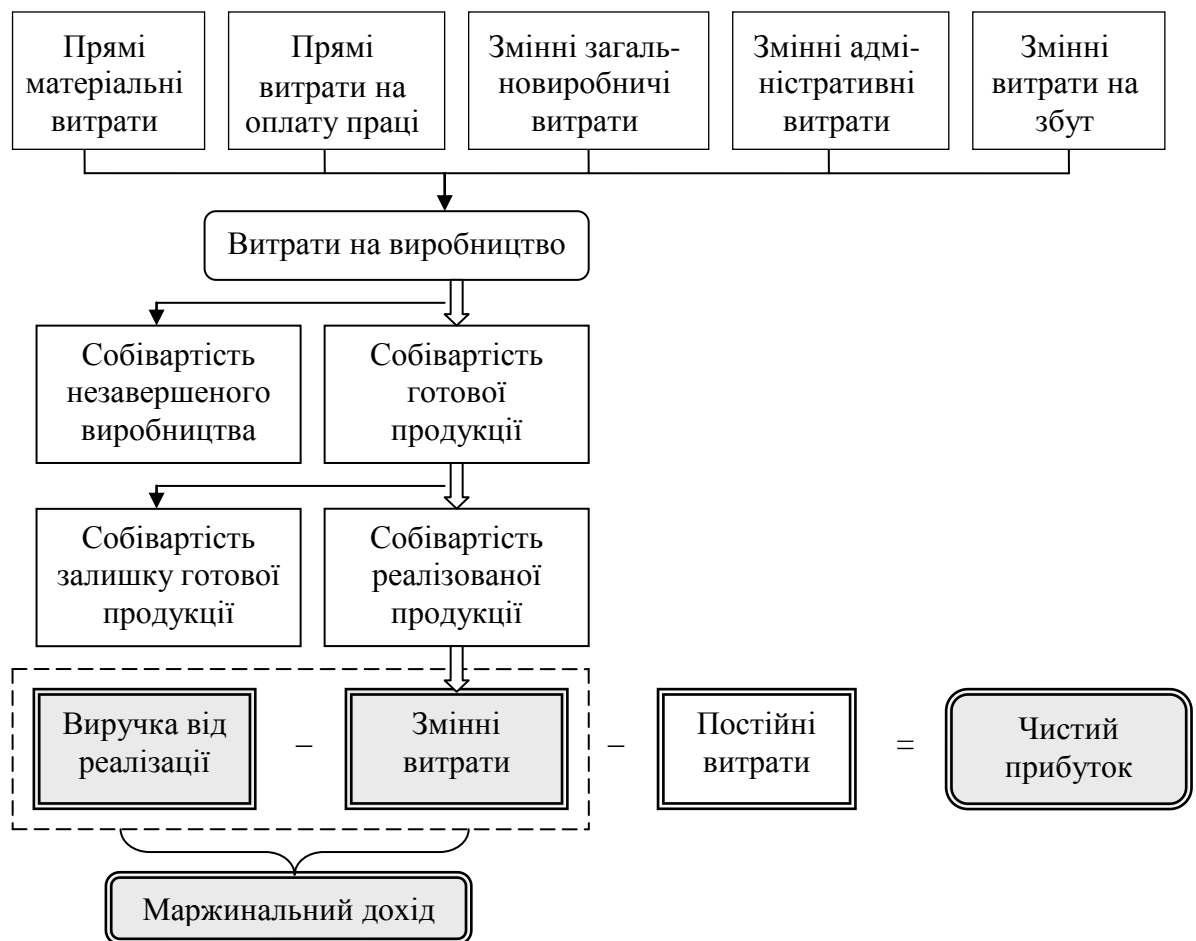 Прямі
матеріальні
витрати
Прямі
витрати на
оплату праці
Змінні загаль-
новиробничі
витрати
Змінні адмі-
ністративні
витрати
Змінні
витрати на
збут
Витрати на виробництво
Собівартість
незавершеного
виробництва
Собівартість
готової
продукції
Собівартість
залишку готової
продукції
Собівартість
реалізованої
продукції
Виручка від
реалізації
–
Змінні
витрати
–
Постійні
витрати
=
Чистий
прибуток
Маржинальний дохід